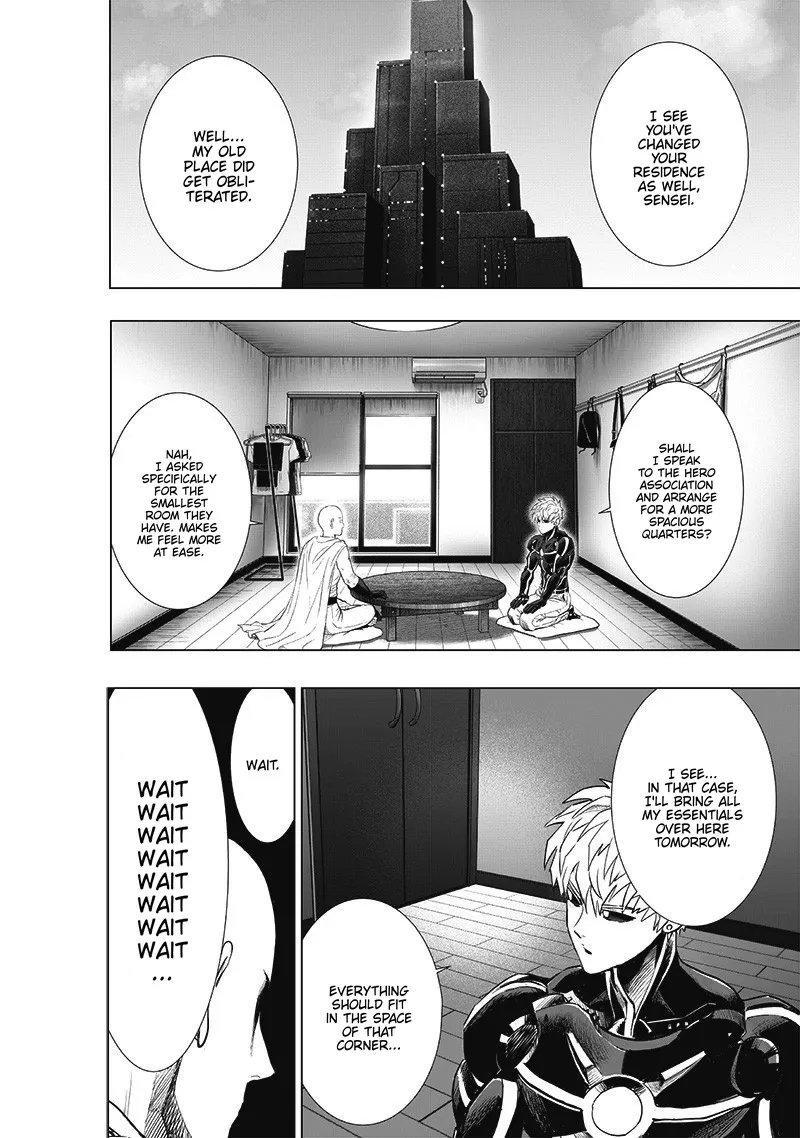 I SEE
YOU'VE
CHANGED
YOUR
RESIDENCE
AS WELL,
SENSEI.
WELL...
MY OLD
PLACE DID
GET OBLI-
TERATED.
SHALL
I SPEAK
TO THE HERO
ASSOCIATION
AND ARRANGE
FOR A MORE
SPACIOUS
QUARTERS?
NAH,
I ASKED
SPECIFICALLY
FOR THE
SMALLEST
ROOM THEY
HAVE. MAKES
ME FEEL MORE
AT EASE.
I SEE...
IN THAT CASE,
I'LL BRING ALL
MY ESSENTIALS
OVER HERE
TOMORROW.
EVERYTHING
SHOULD FIT
IN THE SPACE
OF THAT
CORNER...
WAIT.
WAIT
WAIT
WAIT
WAIT
WAIT
WAIT
WAIT
WAIT
...